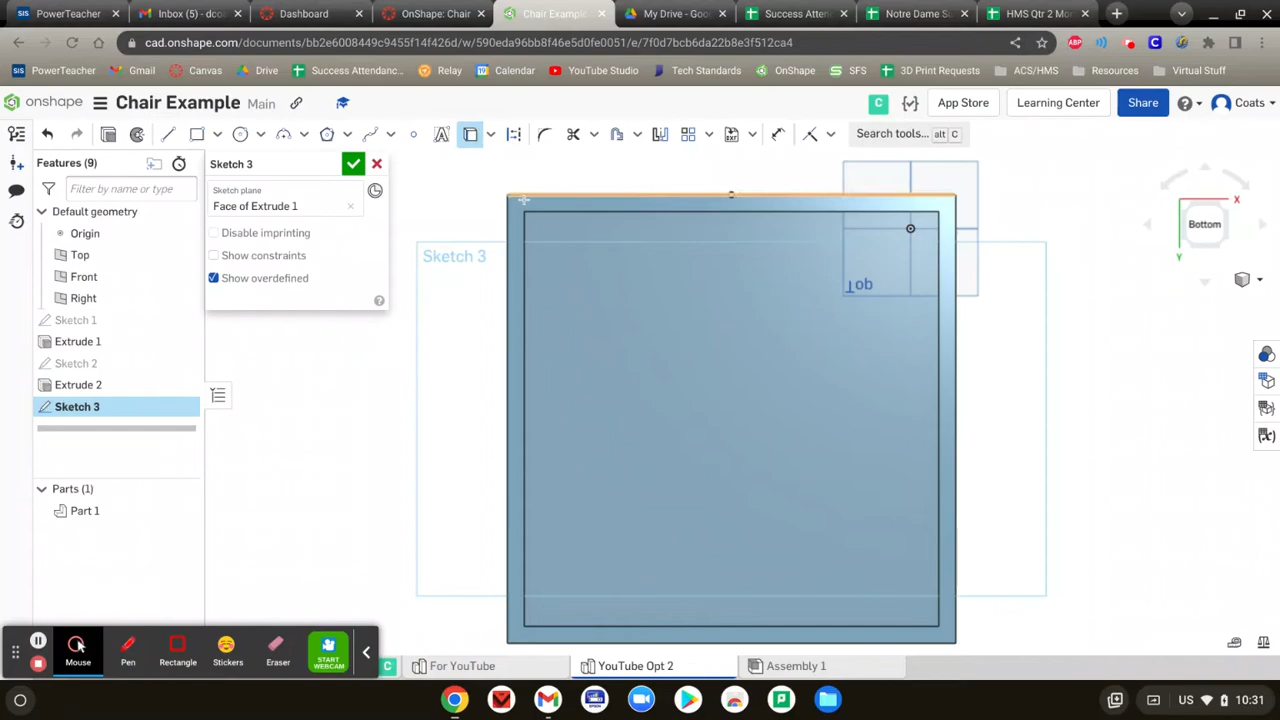 PowerTeacher
Inbox (5) - dcoa
Dashboard
OnShape: Chair
Chair Example
My Drive - Goog
Success Atten
Notre Dame S
HMS Qtr 2 Mo
cad.onshape.com/documents/bb2e6008449c9455f14f426d/w/590eda96bb8f46e5d0fe0051/e/7f0d7bcb6da22b8e3f512ca4
PowerTeacher
Gmail
Canvas
Drive
Success Attendanc...
Relay
Calendar
YouTube Studio
Tech Standards
OnShape
SFS
3D Print Requests
ACS/HMS
Resources
Virtual Stuff
onshape
Chair Example
Main
App Store
Learning Center
Share
Coats
Search tools...
alt
C
Features (9)
Filter by name or type
Default geometry
Origin
Top
Front
Right
Sketch 1
Extrude 1
Sketch 2
Extrude 2
Sketch 3
Parts (1)
Part 1
Sketch 3
Sketch plane
Face of Extrude 1
Disable imprinting
Show constraints
Show overdefined
Sketch 3
Top
Bottom
X
Y
Mouse
Pen
Rectangle
Stickers
Eraser
START
WEBCAM
C
For YouTube
YouTube Opt 2
Assembly 1
US
10:31